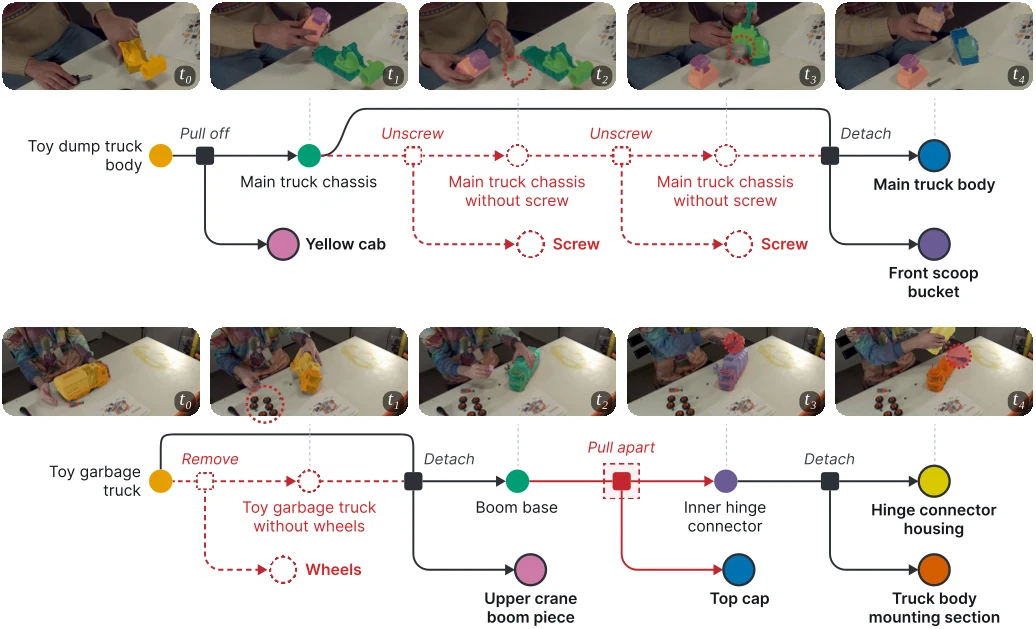 t0
t1
t2
t3
t4
Pull off
Unscrew
Unscrew
Detach
Toy dump truck
body
Main truck chassis
Main truck chassis
without screw
Main truck chassis
without screw
Main truck body
Yellow cab
Screw
Screw
Front scoop
bucket
t0
t1
t2
t3
t4
Remove
Detach
Pull apart
Detach
Toy garbage
truck
Toy garbage truck
without wheels
Boom base
Inner hinge
connector
Hinge connector
housing
Wheels
Upper crane
boom piece
Top cap
Truck body
mounting section